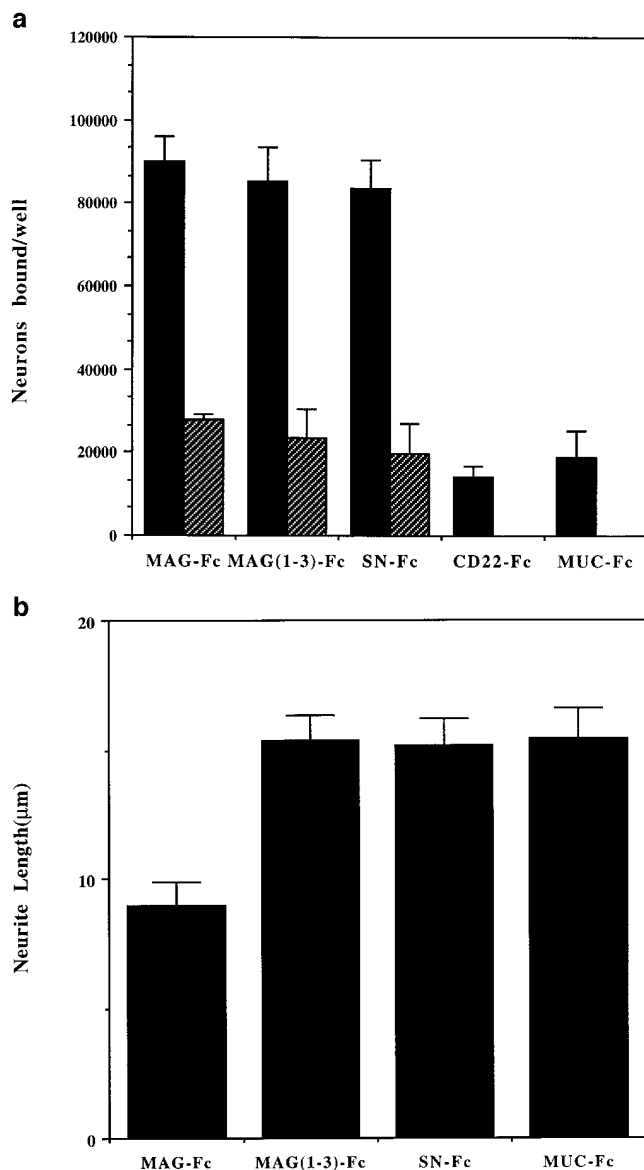 a
120000
100000
80000
60000
40000
20000
0
Neurons bound/well
MAG-Fc MAG(1-3)-Fc SN-Fc CD22-Fc MUC-Fc
b
20
10
0
Neurite Length(μm)
MAG-Fc MAG(1-3)-Fc SN-Fc MUC-Fc